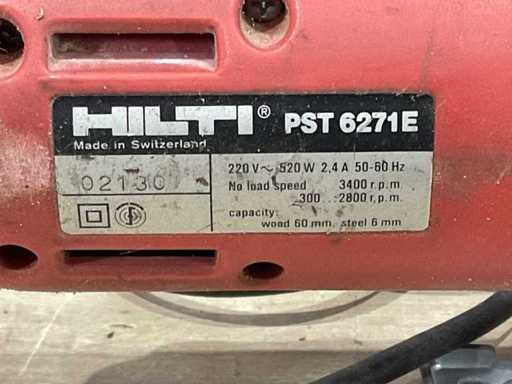 HILTI® PST 6271E
Made in Switzerland
02130
220 V~ 520 W 2,4 A 50-60 Hz
No load speed 3400 r.p.m.
300 2800 r.p.m.
capacity:
wood 60 mm steel 6 mm